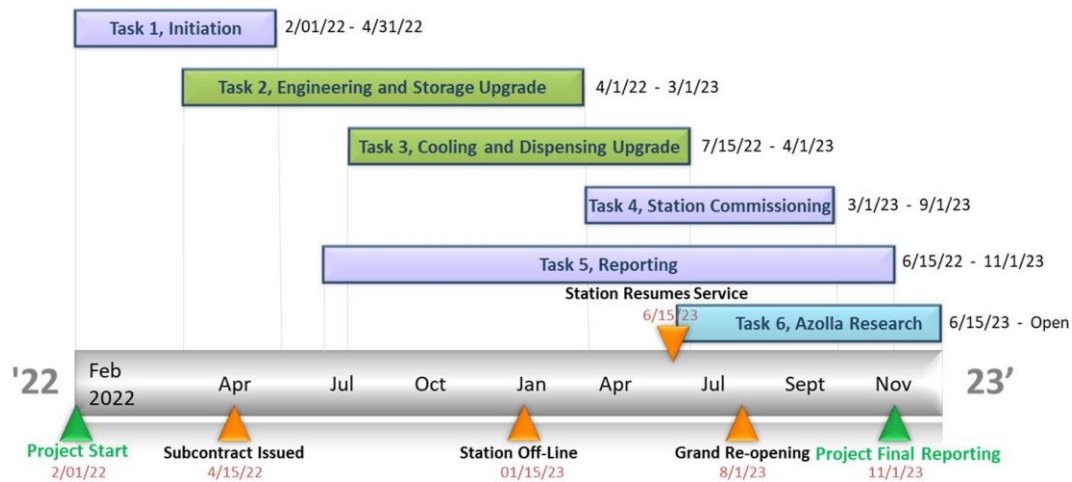 Task 1, Initiation
2/01/22 - 4/31/22
Task 2, Engineering and Storage Upgrade
4/1/22 - 3/1/23
Task 3, Cooling and Dispensing Upgrade
7/15/22 - 4/1/23
Task 4, Station Commissioning
3/1/23 - 9/1/23
Task 5, Reporting
6/15/22 - 11/1/23
Station Resumes Service
6/15/23
Task 6, Azolla Research
6/15/23 - Open
'22
Feb
2022
Apr
Jul
Oct
Jan
Apr
Jul
Sept
Nov
23’
Project Start
2/01/22
Subcontract Issued
4/15/22
Station Off-Line
01/15/23
Grand Re-opening
8/1/23
Project Final Reporting
11/1/23